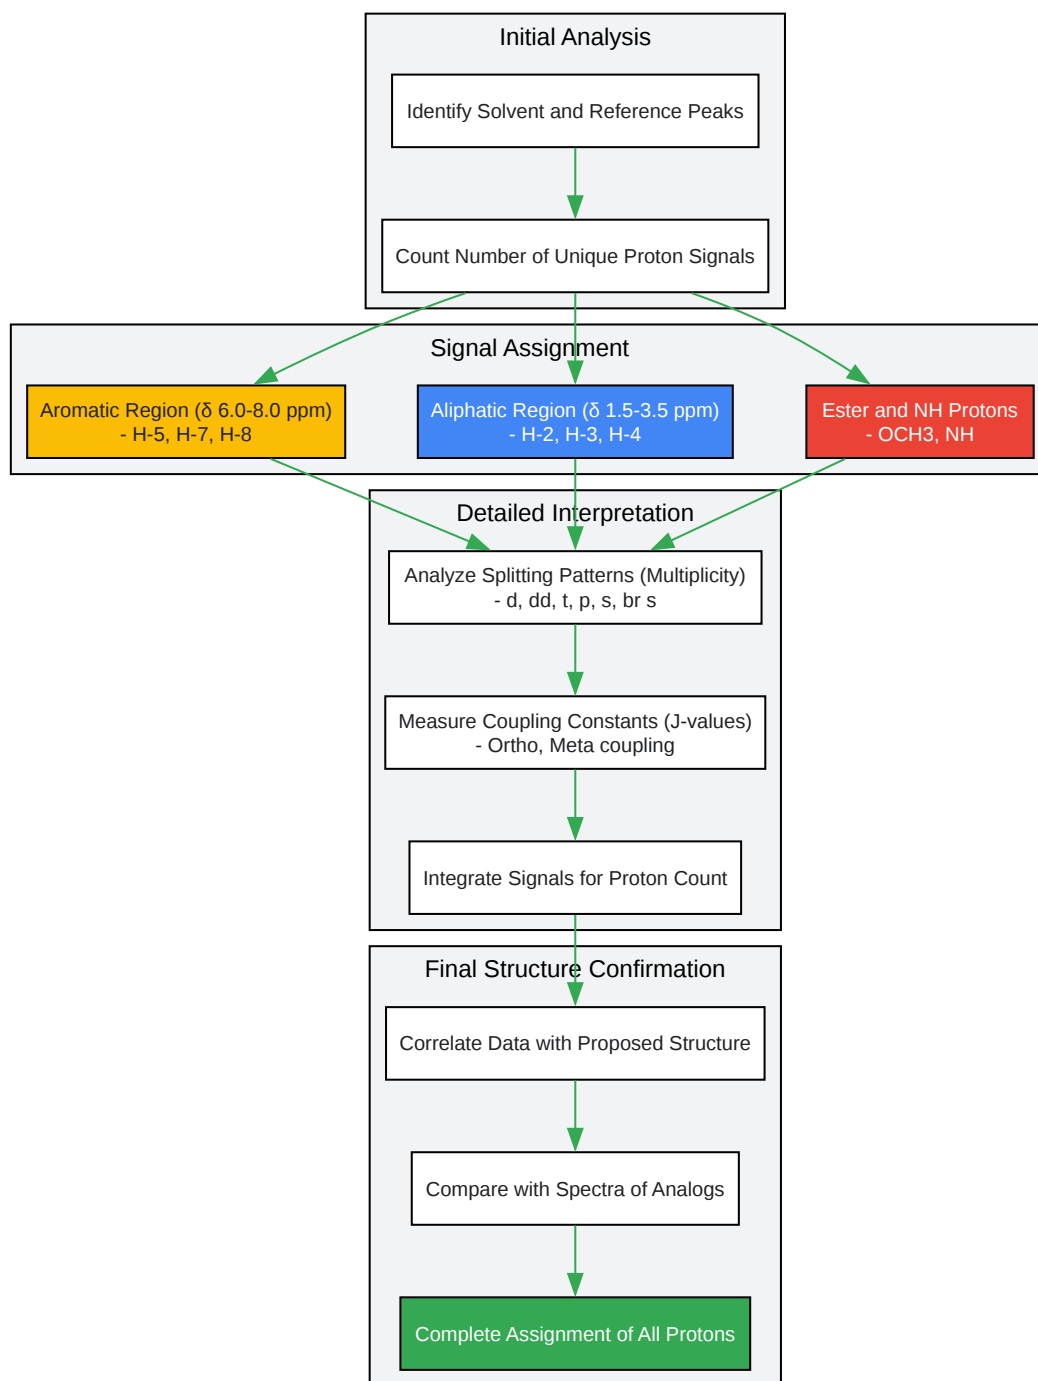 Initial Analysis
Identify Solvent and Reference Peaks
Count Number of Unique Proton Signals
Signal Assignment
Aromatic Region (δ 6.0-8.0 ppm)
- H-5, H-7, H-8
Aliphatic Region (δ 1.5-3.5 ppm)
- H-2, H-3, H-4
Ester and NH Protons
- OCH3, NH
Detailed Interpretation
Analyze Splitting Patterns (Multiplicity)
- d, dd, t, p, s, br s
Measure Coupling Constants (J-values)
- Ortho, Meta coupling
Integrate Signals for Proton Count
Final Structure Confirmation
Correlate Data with Proposed Structure
Compare with Spectra of Analogs
Complete Assignment of All Protons